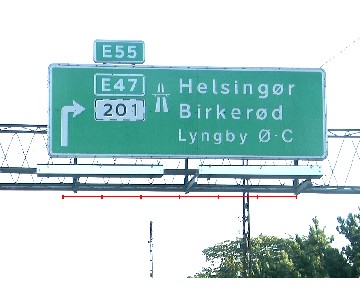 E55
E47
201
Helsingør
Birkerød
Lyngby Ø-C